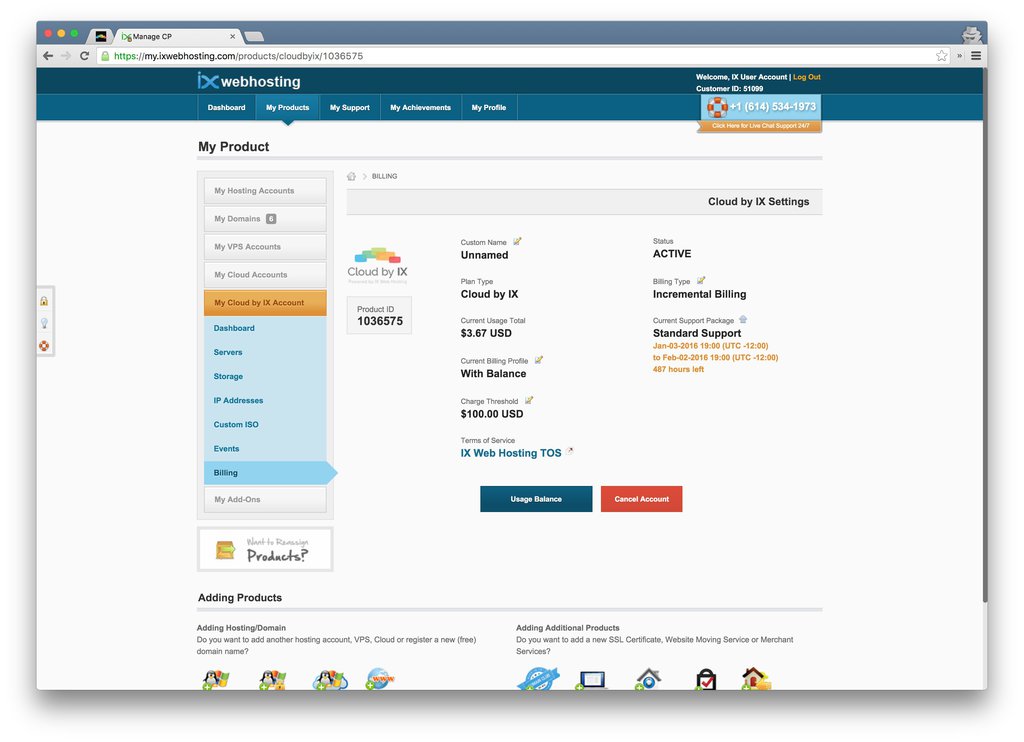 Manage CP
https://my.ixwebhosting.com/products/cloudbyix/1036575
ix webhosting
Welcome, IX User Account | Log Out
Customer ID: 51099
Dashboard
My Products
My Support
My Achievements
My Profile
+1 (614) 534-1973
Click Here for Live Chat Support 24/7
My Product
My Hosting Accounts
My Domains 6
My VPS Accounts
My Cloud Accounts
My Cloud by IX Account
Dashboard
Servers
Storage
IP Addresses
Custom ISO
Events
Billing
My Add-Ons
Want to Reassign
Products?
BILLING
Cloud by IX Settings
Cloud by IX
Powered by IX Web Hosting
Product ID
1036575
Custom Name
Unnamed
Plan Type
Cloud by IX
Current Usage Total
$3.67 USD
Current Billing Profile
With Balance
Charge Threshold
$100.00 USD
Terms of Service
IX Web Hosting TOS
Status
ACTIVE
Billing Type
Incremental Billing
Current Support Package
Standard Support
Jan-03-2016 19:00 (UTC -12:00)
to Feb-02-2016 19:00 (UTC -12:00)
487 hours left
Usage Balance
Cancel Account
Adding Products
Adding Hosting/Domain
Do you want to add another hosting account, VPS, Cloud or register a new (free)
domain name?
www
Adding Additional Products
Do you want to add a new SSL Certificate, Website Moving Service or Merchant
Services?